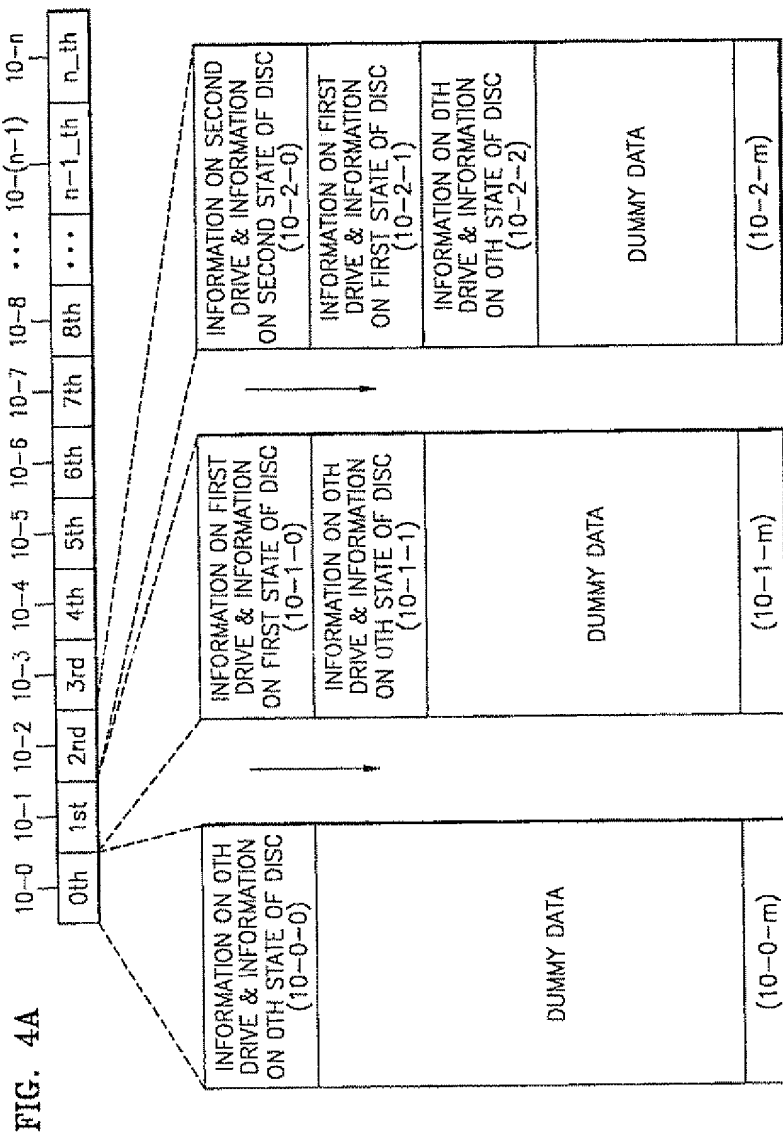 FIG. 4A
10-0 10-1 10-2 10-3 10-4 10-5 10-6 10-7 10-8 ... 10-(n-1) 10-n
0th 1st 2nd 3rd 4th 5th 6th 7th 8th ... n-1_th n_th
INFORMATION ON 0TH
DRIVE & INFORMATION
ON 0TH STATE OF DISC
(10-0-0)
DUMMY DATA
(10-0-m)
INFORMATION ON FIRST
DRIVE & INFORMATION
ON FIRST STATE OF DISC
(10-1-0)
INFORMATION ON 0TH
DRIVE & INFORMATION
ON 0TH STATE OF DISC
(10-1-1)
DUMMY DATA
(10-1-m)
INFORMATION ON SECOND
DRIVE & INFORMATION
ON SECOND STATE OF DISC
(10-2-0)
INFORMATION ON FIRST
DRIVE & INFORMATION
ON FIRST STATE OF DISC
(10-2-1)
INFORMATION ON 0TH
DRIVE & INFORMATION
ON 0TH STATE OF DISC
(10-2-2)
DUMMY DATA
(10-2-m)